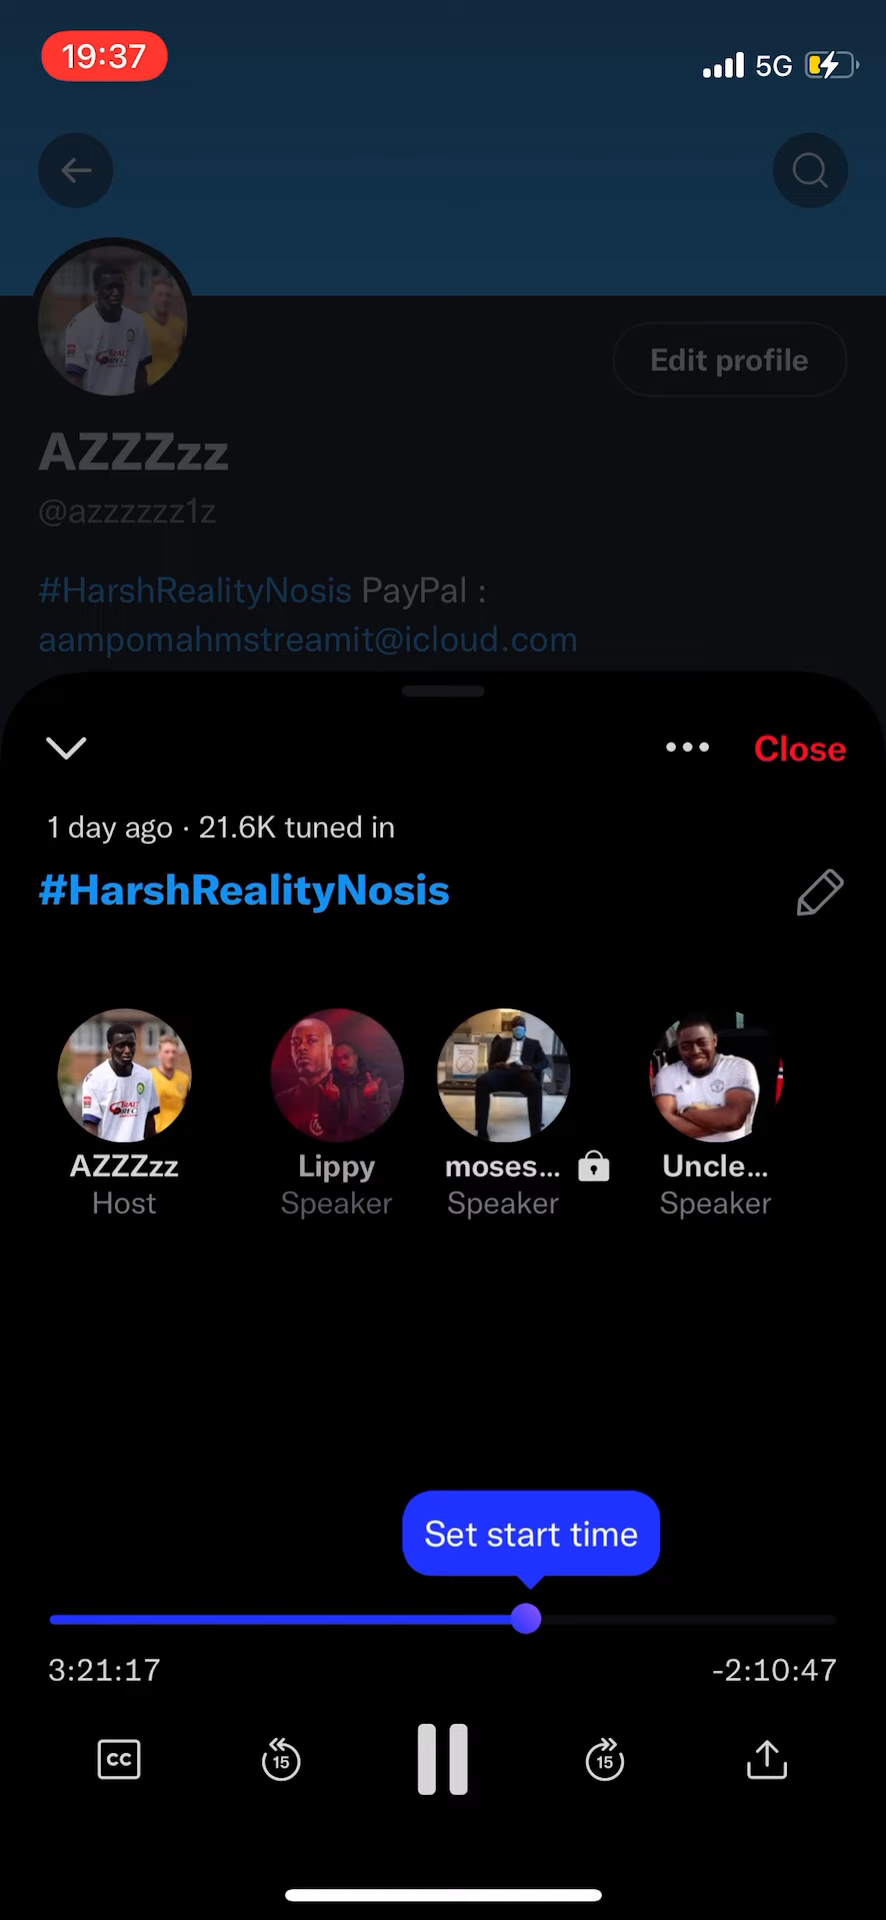 19:37
5G
Edit profile
AZZZzz
@azzzzzz1z
#HarshRealityNosis PayPal :
aampomahmstreamit@icloud.com
Close
1 day ago · 21.6K tuned in
#HarshRealityNosis
AZZZzz
Host
Lippy
Speaker
moses...
Speaker
Uncle...
Speaker
Set start time
3:21:17
-2:10:47
CC
15
15